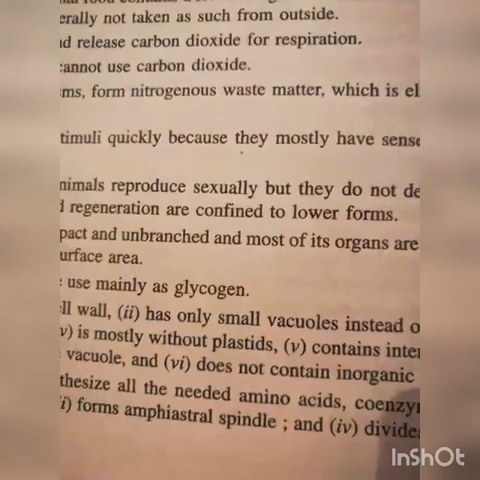 erally not taken as such from outside.
release carbon dioxide for respiration.
cannot use carbon dioxide.
ms, form nitrogenous waste matter, which is el
timuli quickly because they mostly have sense
nimals reproduce sexually but they do not de
regeneration are confined to lower forms.
pact and unbranched and most of its organs are
urface area.
use mainly as glycogen.
ll wall, (ii) has only small vacuoles instead o
v) is mostly without plastids, (v) contains inter
vacuole, and (vi) does not contain inorganic
thesize all the needed amino acids, coenzy
i) forms amphiastral spindle ; and (iv) divide
InShOt